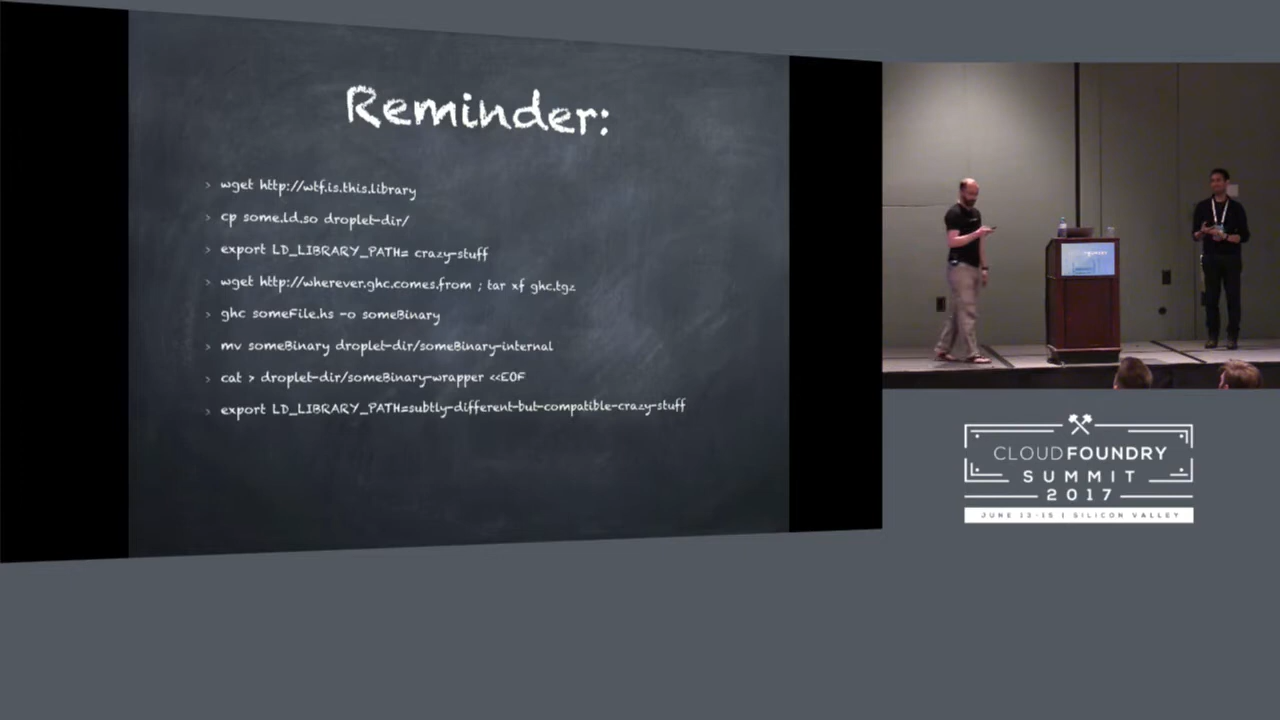 Reminder:
› wget http://wtf.is.this.library
› cp some.ld.so droplet-dir/
› export LD_LIBRARY_PATH= crazy-stuff
› wget http://wherever.ghc.comes.from ; tar xf ghc.tgz
› ghc someFile.hs -o someBinary
› mv someBinary droplet-dir/someBinary-internal
› cat > droplet-dir/someBinary-wrapper <<EOF
› export LD_LIBRARY_PATH=subtly-different-but-compatible-crazy-stuff
CLOUDFOUNDRY
SUMMIT
2017
JUNE 13-15 | SILICON VALLEY